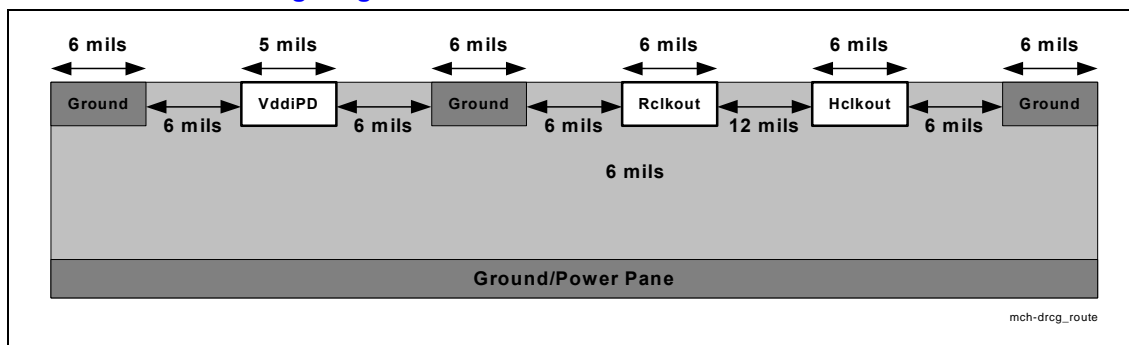 6 mils 5 mils 6 mils 6 mils 6 mils 6 mils
Ground VddiPD Ground Rclkout Hclkout Ground
6 mils 6 mils 6 mils 12 mils 6 mils
6 mils
Ground/Power Pane
mch-drcg_route